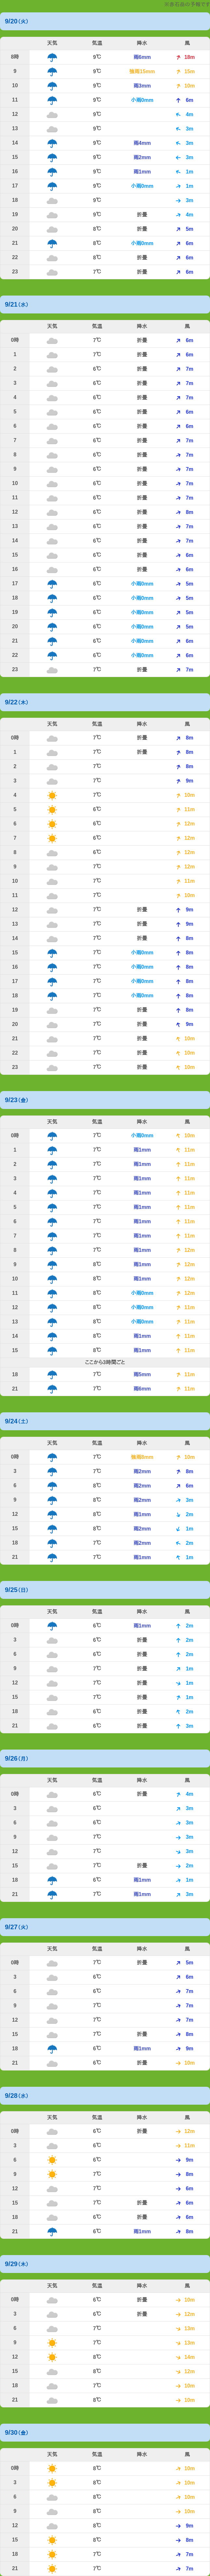 9/20(火)
天気 気温 降水 風
8時 9℃ 雨6mm 18m
9 9℃ 15m
10 9℃ 雨3mm 10m
11 9℃ 小雨0mm 6m
12 9℃ 4m
13 9℃ 3m
14 9℃ 雨4mm 3m
15 9℃ 雨2mm 3m
16 9℃ 雨1mm 1m
17 9℃ 小雨0mm 1m
18 9℃ 3m
19 9℃ 折畳 4m
20 8℃ 折畳 5m
21 8℃ 小雨0mm 6m
22 8℃ 折畳 6m
23 7℃ 折畳 6m
9/21(水)
天気 気温 降水 風
0時 7℃ 折畳 6m
1 7℃ 折畳 6m
2 6℃ 折畳 7m
3 6℃ 折畳 7m
4 6℃ 折畳 7m
5 6℃ 折畳 6m
6 6℃ 折畳 6m
7 6℃ 折畳 7m
8 6℃ 折畳 7m
9 6℃ 折畳 7m
10 6℃ 折畳 7m
11 6℃ 折畳 7m
12 6℃ 折畳 8m
13 6℃ 折畳 7m
14 6℃ 折畳 7m
15 6℃ 折畳 6m
16 6℃ 折畳 6m
17 6℃ 小雨0mm 5m
18 6℃ 小雨0mm 5m
19 6℃ 小雨0mm 5m
20 6℃ 小雨0mm 5m
21 6℃ 小雨0mm 6m
22 6℃ 小雨0mm 6m
23 7℃ 折畳 7m
9/22(木)
天気 気温 降水 風
0時 7℃ 折畳 8m
1 7℃ 折畳 8m
2 7℃ 8m
3 7℃ 9m
4 7℃ 10m
5 6℃ 11m
6 6℃ 12m
7 6℃ 12m
8 6℃ 12m
9 7℃ 12m
10 7℃ 11m
11 7℃ 10m
12 7℃ 折畳 9m
13 7℃ 折畳 9m
14 7℃ 折畳 8m
15 7℃ 小雨0mm 8m
16 7℃ 小雨0mm 8m
17 7℃ 小雨0mm 8m
18 7℃ 小雨0mm 8m
19 7℃ 折畳 8m
20 7℃ 折畳 9m
21 7℃ 折畳 10m
22 7℃ 折畳 10m
23 7℃ 折畳 10m
9/23(金)
天気 気温 降水 風
0時 7℃ 小雨0mm 10m
1 7℃ 雨1mm 11m
2 7℃ 雨1mm 11m
3 7℃ 雨1mm 11m
4 7℃ 雨1mm 11m
5 7℃ 雨1mm 11m
6 7℃ 雨1mm 11m
7 7℃ 雨1mm 11m
8 7℃ 雨1mm 12m
9 8℃ 雨1mm 12m
10 8℃ 雨1mm 12m
11 8℃ 小雨0mm 12m
12 8℃ 小雨0mm 11m
13 8℃ 小雨0mm 11m
14 8℃ 雨1mm 11m
15 8℃ 雨1mm 11m
ここから3時間ごと
18 7℃ 雨5mm 11m
21 7℃ 雨6mm 11m
9/24(土)
天気 気温 降水 風
0時 7℃ 10m
3 7℃ 雨2mm 8m
6 8℃ 雨2mm 6m
9 8℃ 雨2mm 3m
12 8℃ 雨1mm 2m
15 8℃ 雨2mm 1m
18 7℃ 雨2mm 2m
21 7℃ 雨1mm 1m
9/25(日)
天気 気温 降水 風
0時 6℃ 雨1mm 2m
3 6℃ 折畳 2m
6 6℃ 折畳 2m
9 7℃ 折畳 1m
12 7℃ 折畳 1m
15 7℃ 折畳 1m
18 6℃ 折畳 2m
21 6℃ 折畳 3m
9/26(月)
天気 気温 降水 風
0時 6℃ 折畳 4m
3 6℃ 3m
6 6℃ 3m
9 7℃ 3m
12 7℃ 3m
15 7℃ 折畳 2m
18 6℃ 雨1mm 1m
21 7℃ 雨1mm 3m
9/27(火)
天気 気温 降水 風
0時 7℃ 折畳 5m
3 6℃ 6m
6 6℃ 7m
9 7℃ 7m
12 7℃ 7m
15 7℃ 折畳 8m
18 6℃ 雨1mm 9m
21 6℃ 折畳 10m
9/28(水)
天気 気温 降水 風
0時 6℃ 折畳 12m
3 6℃ 11m
6 6℃ 9m
9 7℃ 8m
12 7℃ 6m
15 7℃ 折畳 6m
18 6℃ 折畳 6m
21 6℃ 雨1mm 8m
9/29(木)
天気 気温 降水 風
0時 6℃ 折畳 10m
3 6℃ 折畳 12m
6 7℃ 13m
9 7℃ 13m
12 8℃ 14m
15 8℃ 12m
18 7℃ 10m
21 8℃ 10m
9/30(金)
天気 気温 降水 風
0時 8℃ 10m
3 8℃ 10m
6 8℃ 10m
9 8℃ 10m
12 8℃ 9m
15 8℃ 8m
18 8℃ 7m
21 8℃ 7m